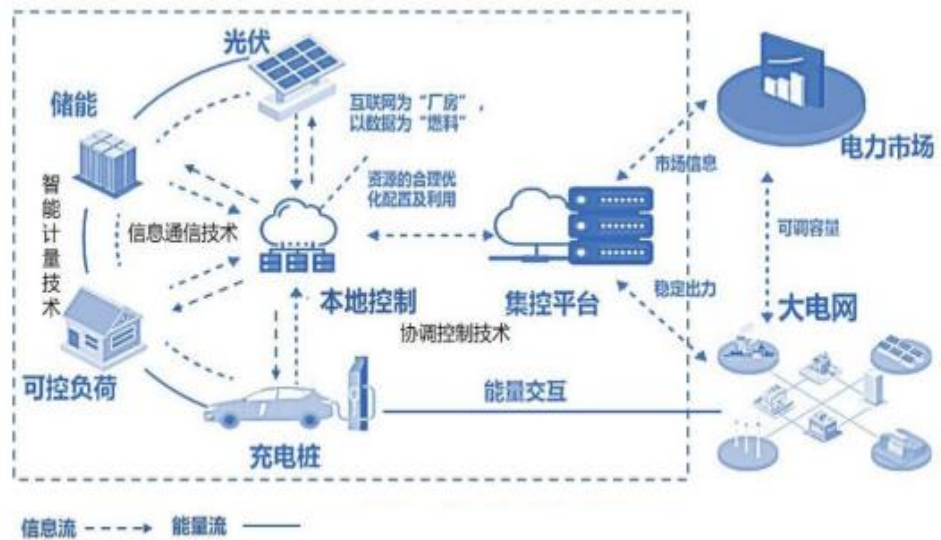 光伏
储能
互联网为“厂房”，
以数据为“燃料”
电力市场
市场信息
资源的合理优
化配置及利用
智能计量技术
信息通信技术
可调容量
本地控制
集控平台
稳定出力
大电网
协调控制技术
可控负荷
能量交互
充电桩
信息流
能量流